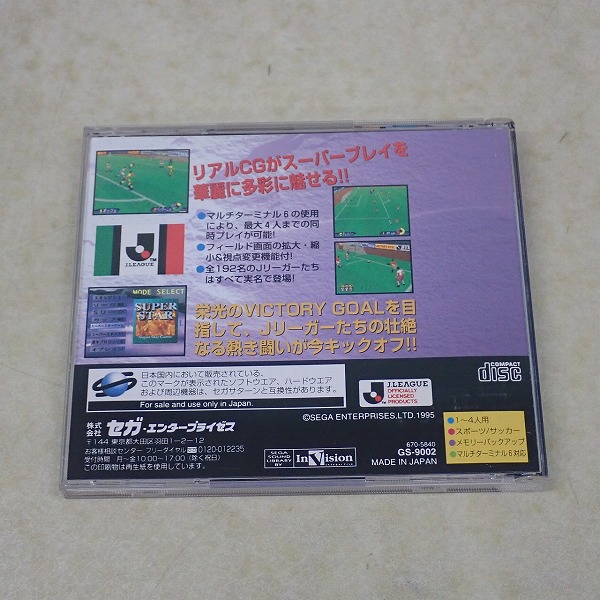 リアルCGがスーパープレイを
華麗に多彩に魅せる!!
●マルチターミナル6の使用
により、最大4人までの同
時プレイが可能!
●フィールド画面の拡大・縮
小&視点変更機能付!
●全192名のJリーガーたち
はすべて実名で登場!
J.LEAGUE
MODE SELECT
SUPER
STAR
栄光のVICTORY GOALを目
指して、Jリーガーたちの壮絶
なる熱き闘いが今キックオフ!!
日本国内において販売されている、
このマークが表示されたソフトウエア、ハードウエア
および周辺機器は、セガサターンと互換性があります。
For sale and use only in Japan.
J.LEAGUE
OFFICIALLY
LICENSED
PRODUCTS
COMPACT
disc
©SEGA ENTERPRISES,LTD.1995
株式会社 セガ・エンタープライゼス
〒144 東京都大田区羽田1-2-12
お客様相談センター フリーダイヤル 0120-012235
受付時間 月~金10:00~17:00(除く祝日)
この印刷物は再生紙を使用しています。
SEGA
SOUND
LIBRARY
BY
InVision
670-5840
GS-9002
MADE IN JAPAN
●1~4人用
●スポーツ/サッカー
●メモリーバックアップ
●マルチターミナル6対応